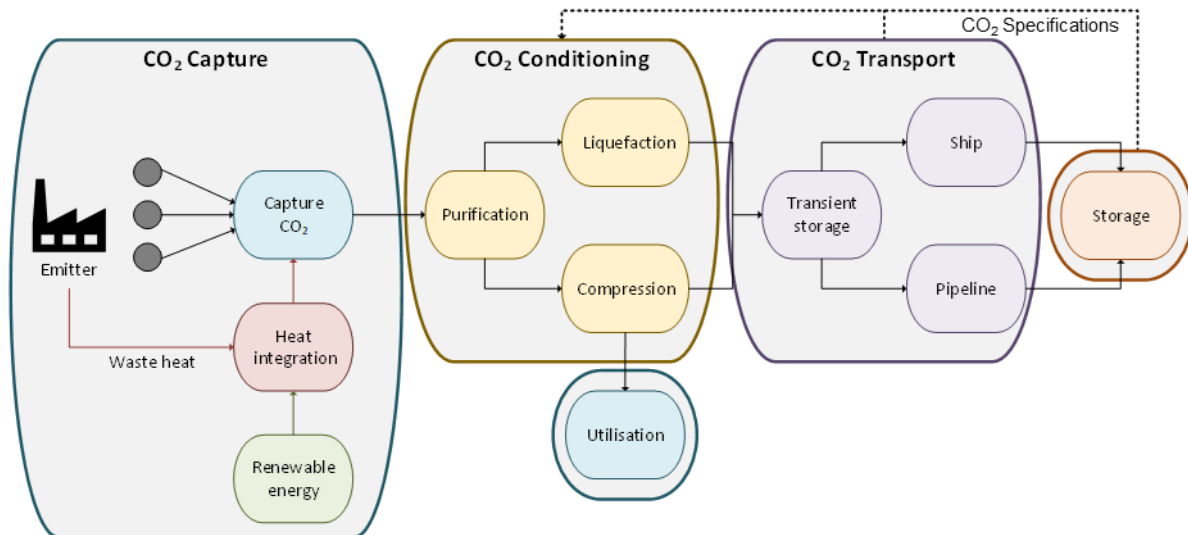 CO₂ Specifications
CO₂ Capture
CO₂ Conditioning
CO₂ Transport
Emitter
Waste heat
Capture
CO₂
Heat
integration
Renewable
energy
Purification
Liquefaction
Compression
Utilisation
Transient
storage
Ship
Pipeline
Storage